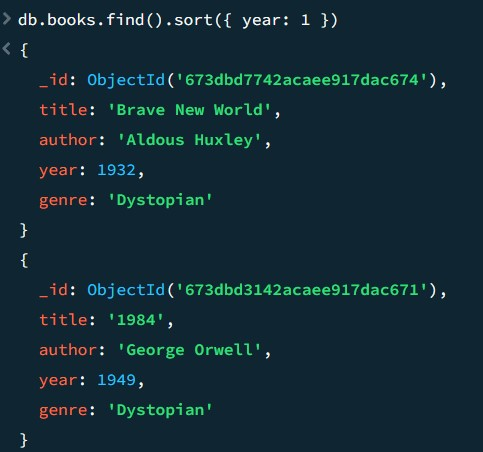 > db.books.find().sort({ year: 1 })
< {
_id: ObjectId('673dbd7742acaee917dac674'),
title: 'Brave New World',
author: 'Aldous Huxley',
year: 1932,
genre: 'Dystopian'
}
{
_id: ObjectId('673dbd3142acaee917dac671'),
title: '1984',
author: 'George Orwell',
year: 1949,
genre: 'Dystopian'
}